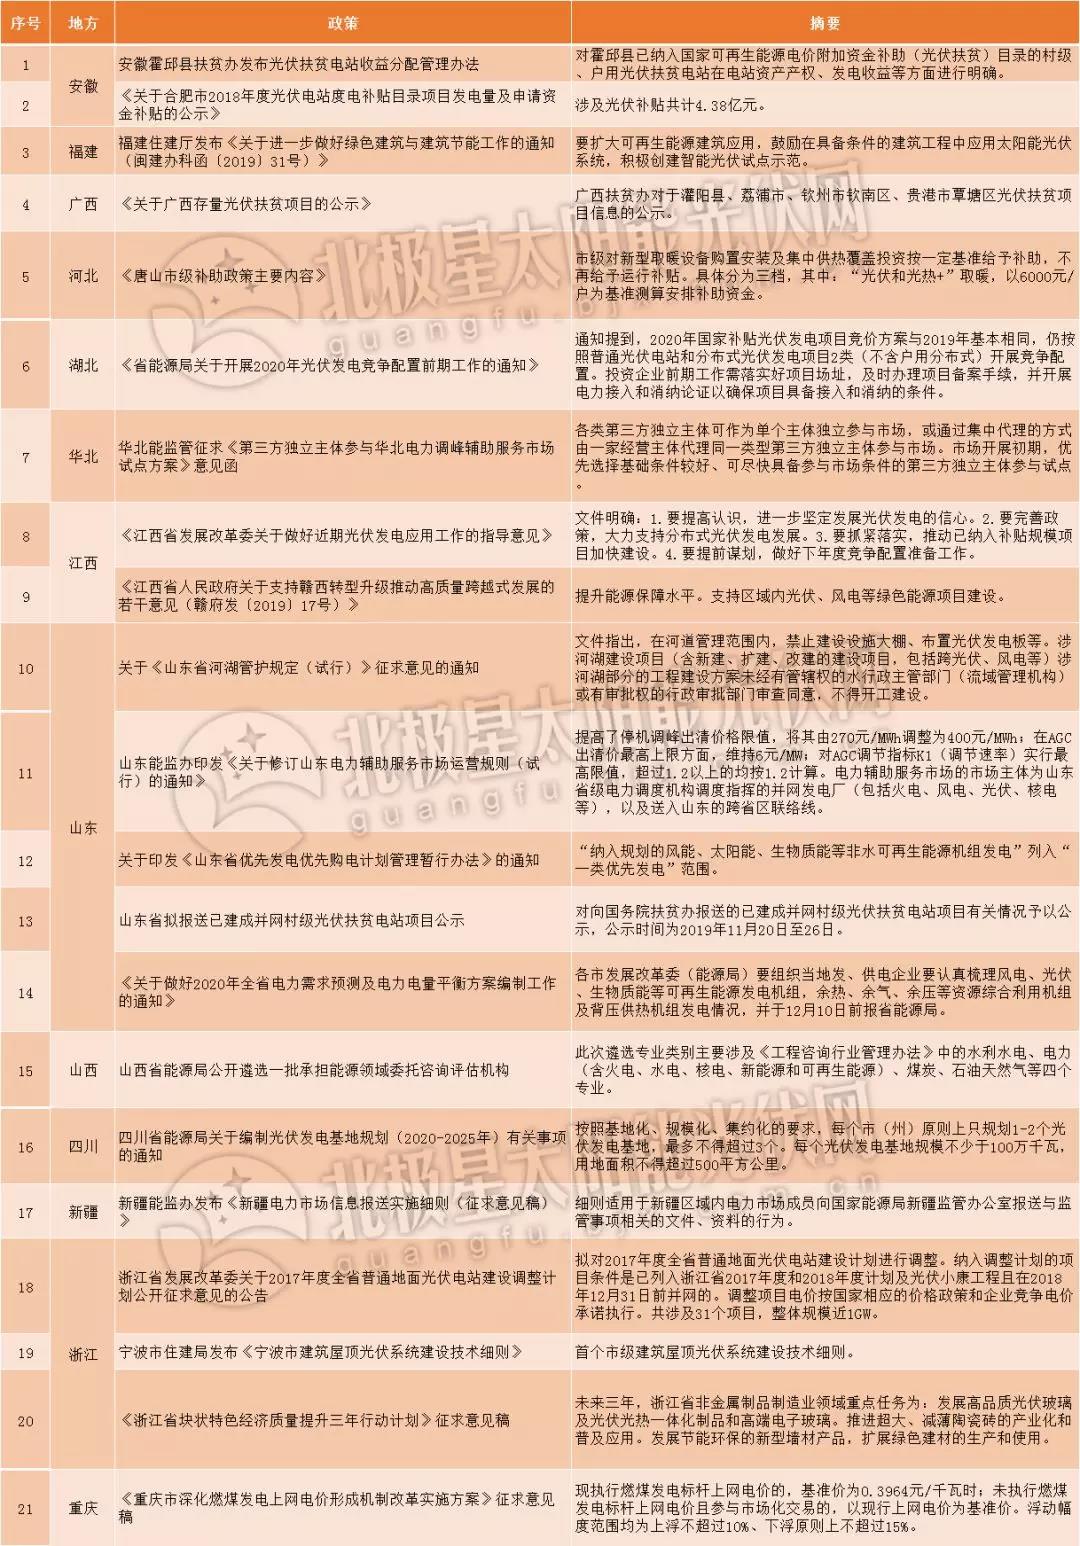 序号 地方 政策 摘要
1 安徽 安徽霍邱县扶贫办发布光伏扶贫电站收益分配管理办法
对霍邱县已纳入国家可再生能源电价附加资金补助（光伏扶贫）目录的村级
、户用光伏扶贫电站在电站资产产权、发电收益等方面进行明确。
2 《关于合肥市2018年度光伏电站度电补贴目录项目发电量及申请资
金补贴的公示》
涉及光伏补贴共计4.38亿元。
3 福建 福建住建厅发布《关于进一步做好绿色建筑与建筑节能工作的通知
（闽建办科函〔2019〕31号）》
要扩大可再生能源建筑应用，鼓励在具备条件的建筑工程中应用太阳能光伏
系统，积极创建智能光伏试点示范。
4 广西 《关于广西存量光伏扶贫项目的公示》
广西扶贫办对于灌阳县、荔浦市、钦州市钦南区、贵港市覃塘区光伏扶贫项
目信息的公示。
5 河北 《唐山市级补助政策主要内容》
市级对新型取暖设备购置安装及集中供热覆盖投资按一定基准给予补助，不
再给予运行补贴。具体分为三档，其中：“光伏和光热+”取暖，以6000元/
户为基准测算安排补助资金。
6 湖北 《省能源局关于开展2020年光伏发电竞争配置前期工作的通知》
通知提到，2020年国家补贴光伏发电项目竞价方案与2019年基本相同，仍按
照普通光伏电站和分布式光伏发电项目2类（不含户用分布式）开展竞争配
置。投资企业前期工作需落实好项目场址，及时办理项目备案手续，并开展
电力接入和消纳论证以确保项目具备接入和消纳的条件。
7 华北 华北能监管征求《第三方独立主体参与华北电力调峰辅助服务市场
试点方案》意见函
各类第三方独立主体可作为单个主体独立参与市场，或通过集中代理的方式
由一家经营主体代理同一类型第三方独立主体参与市场。市场开展初期，优
先选择基础条件较好、可尽快具备参与市场条件的第三方独立主体参与试点
。
8 江西 《江西省发展改革委关于做好近期光伏发电应用工作的指导意见》
文件明确：1.要提高认识，进一步坚定发展光伏发电的信心。2.要完善政
策，大力支持分布式光伏发电发展。3.要抓紧落实，推动已纳入补贴规模项
目加快建设。4.要提前谋划，做好下年度竞争配置准备工作。
9 《江西省人民政府关于支持赣西转型升级推动高质量跨越式发展的
若干意见（赣府发〔2019〕17号）》
提升能源保障水平。支持区域内光伏、风电等绿色能源项目建设。
10 山东 关于《山东省河湖管护规定（试行）》征求意见的通知
文件指出，在河道管理范围内，禁止建设设施大棚、布置光伏发电板等。涉
河湖建设项目（含新建、扩建、改建的建设项目，包括跨光伏、风电等）涉
河湖部分的工程建设方案未经有管辖权的水行政主管部门（流域管理机构）
或有审批权的行政审批部门审查同意，不得开工建设。
11 山东能监办印发《关于修订山东电力辅助服务市场运营规则（试
行）的通知》
提高了停机调峰出清价格限值，将其由270元/MWh调整为400元/MWh；在AGC
出清价最高上限方面，维持6元/MW；对AGC调节指标K1（调节速率）实行最
高限值，超过1.2以上的均按1.2计算。电力辅助服务市场的市场主体为山东
省级电力调度机构调度指挥的并网发电厂（包括火电、风电、光伏、核电
等），以及送入山东的跨省区联络线。
12 关于印发《山东省优先发电优先购电计划管理暂行办法》的通知
“纳入规划的风能、太阳能、生物质能等非水可再生能源机组发电”列入“
一类优先发电”范围。
13 山东省拟报送已建成并网村级光伏扶贫电站项目公示
对向国务院扶贫办报送的已建成并网村级光伏扶贫电站项目有关情况予以公
示，公示时间为2019年11月20日至26日。
14 《关于做好2020年全省电力需求预测及电力电量平衡方案编制工作
的通知》
各市发展改革委（能源局）要组织当地发、供电企业要认真梳理风电、光伏
、生物质能等可再生能源发电机组，余热、余气、余压等资源综合利用机组
及背压供热机组发电情况，并于12月10日前报省能源局。
15 山西 山西省能源局公开遴选一批承担能源领域委托咨询评估机构
此次遴选专业类别主要涉及《工程咨询行业管理办法》中的水利水电、电力
（含火电、水电、核电、新能源和可再生能源）、煤炭、石油天然气等四个
专业。
16 四川 四川省能源局关于编制光伏发电基地规划（2020-2025年）有关事项
的通知
按照基地化、规模化、集约化的要求，每个市（州）原则上只规划1-2个光
伏发电基地，最多不得超过3个。每个光伏发电基地规模不少于100万千瓦，
用地面积不得超过500平方公里。
17 新疆 新疆能监办发布《新疆电力市场信息报送实施细则（征求意见稿）
》
细则适用于新疆区域内电力市场成员向国家能源局新疆监管办公室报送与监
管事项相关的文件、资料的行为。
18 浙江 浙江省发展改革委关于2017年度全省普通地面光伏电站建设调整计
划公开征求意见的公告
拟对2017年度全省普通地面光伏电站建设计划进行调整。纳入调整计划的项
目条件是已列入浙江省2017年度和2018年度计划及光伏小康工程且在2018
年12月31日前并网的。调整项目电价按国家相应的价格政策和企业竞争电价
承诺执行。共涉及31个项目，整体规模近1GW。
19 宁波市住建局发布《宁波市建筑屋顶光伏系统建设技术细则》
首个市级建筑屋顶光伏系统建设技术细则。
20 《浙江省块状特色经济质量提升三年行动计划》征求意见稿
未来三年，浙江省非金属制品制造业领域重点任务为：发展高品质光伏玻璃
及光伏光热一体化制品和高端电子玻璃。推进超大、减薄陶瓷砖的产业化和
普及应用。发展节能环保的新型墙材产品，扩展绿色建材的生产和使用。
21 重庆 《重庆市深化燃煤发电上网电价形成机制改革实施方案》征求意见
稿
现执行燃煤发电标杆上网电价的，基准价为0.3964元/千瓦时；未执行燃煤
发电标杆上网电价且参与市场化交易的，以现行上网电价为基准价。浮动幅
度范围均为上浮不超过10%、下浮原则上不超过15%。
北极星太阳能光伏网
guangfu.bjx.com.cn
北极星太阳能光伏网
北极星太阳能光伏网
guangfu.bjx.com.cn